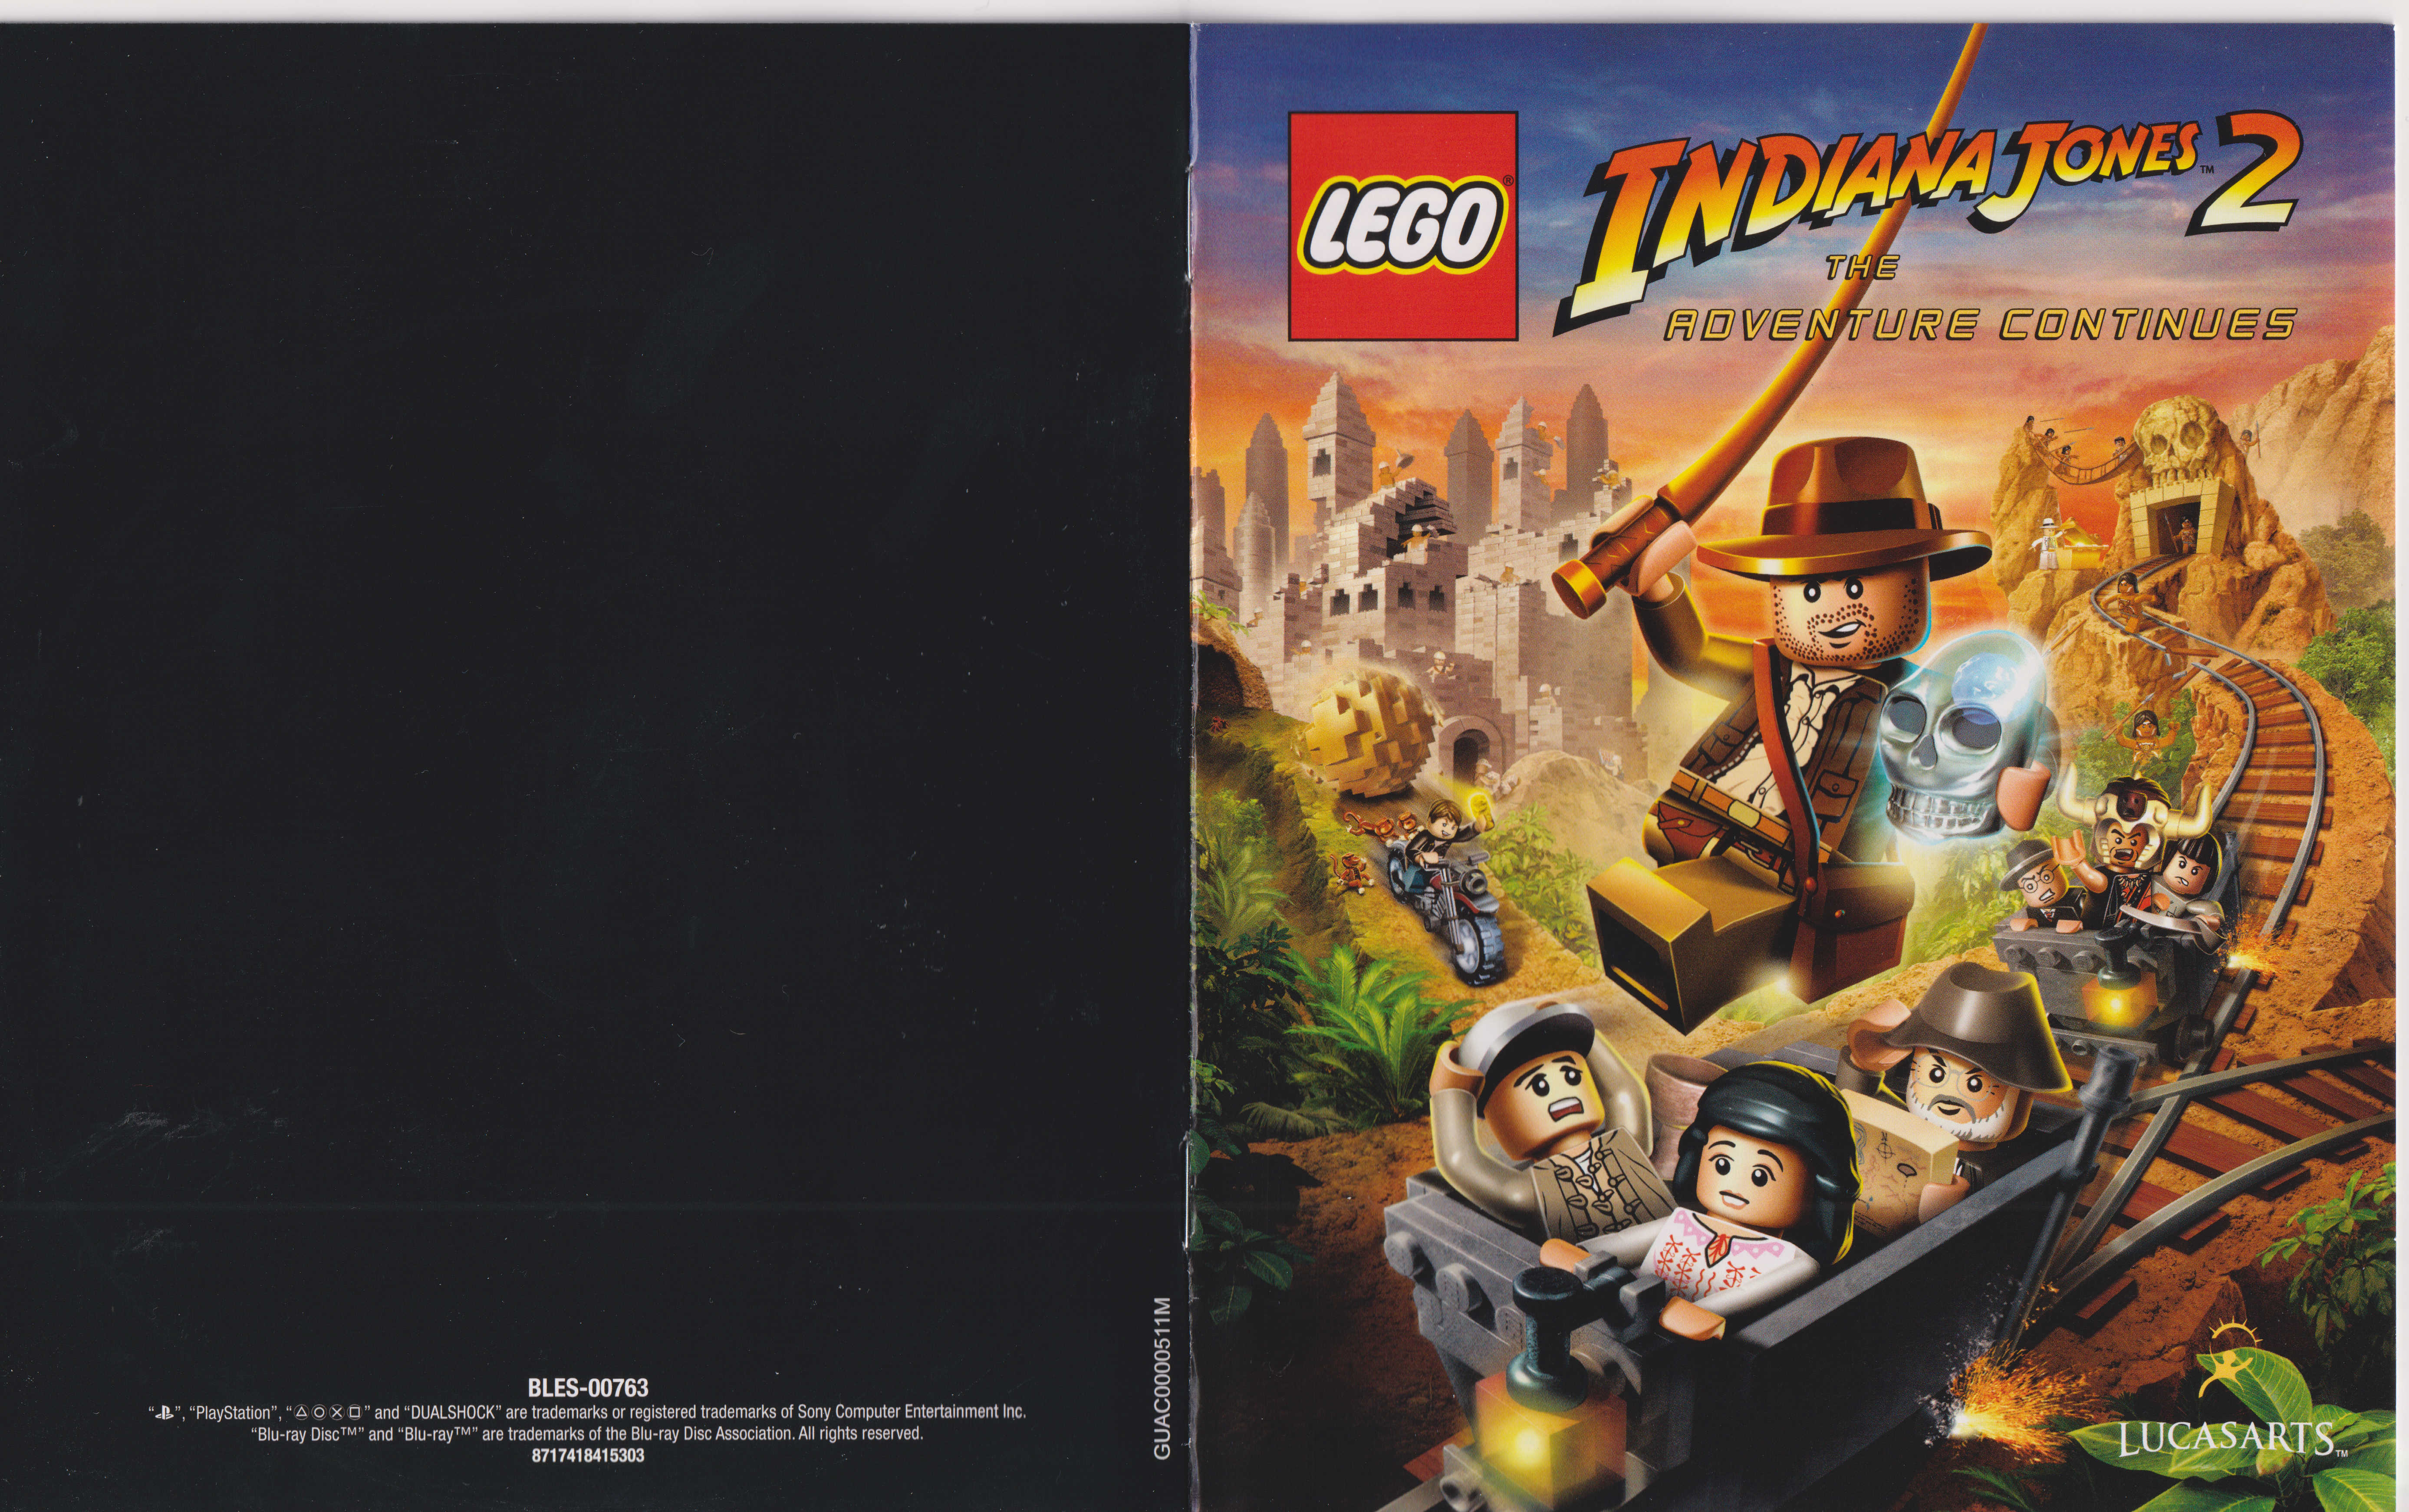 BLES-00763
“PlayStation”, “△○✕□” and “DUALSHOCK” are trademarks or registered trademarks of Sony Computer Entertainment Inc.
“Blu-ray Disc™” and “Blu-ray™” are trademarks of the Blu-ray Disc Association. All rights reserved.
8717418415303
GUAC0000511M
LEGO®
INDIANA JONES™ 2
THE
ADVENTURE CONTINUES
LUCASARTS™